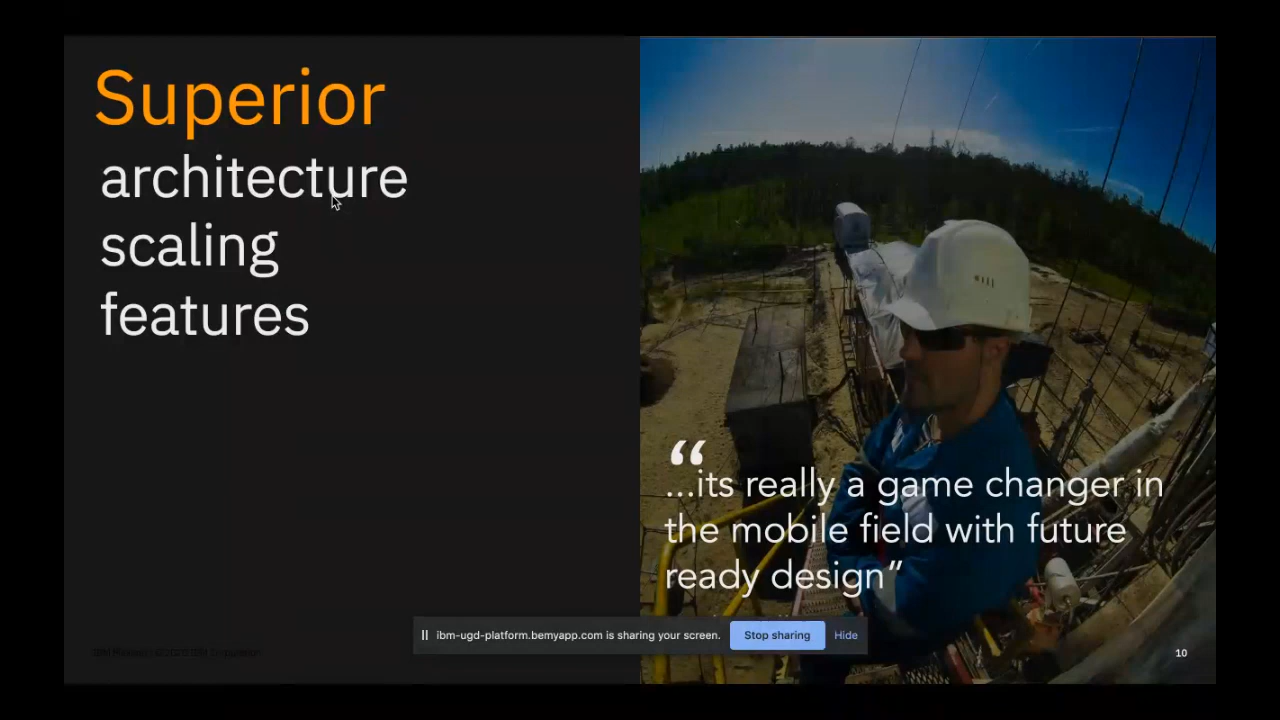 Superior
architecture
scaling
features
“
...its really a game changer in
the mobile field with future
ready design”
ibm-ugd-platform.bemyapp.com is sharing your screen.
Stop sharing
Hide
10